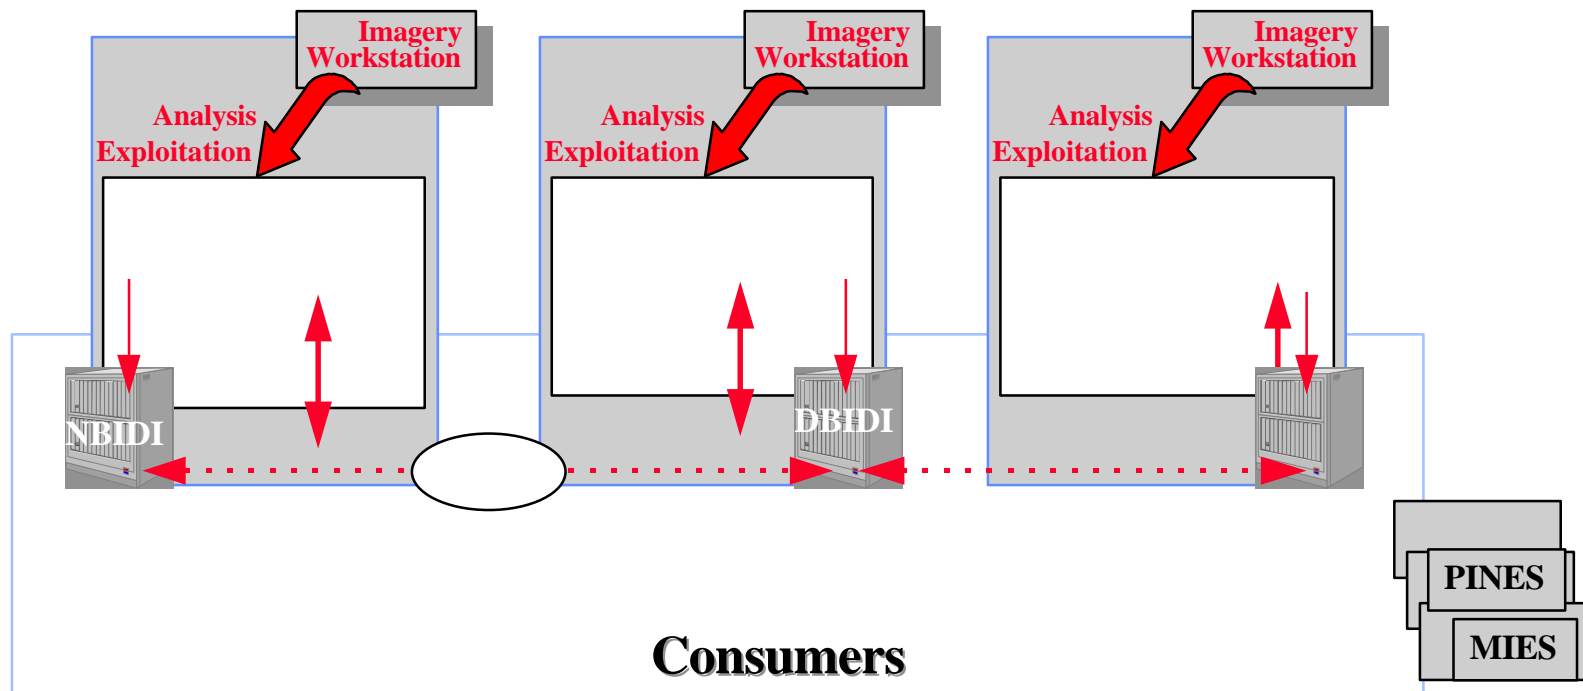 Imagery
Workstation
Analysis
Exploitation
Imagery
Workstation
Analysis
Exploitation
Imagery
Workstation
Analysis
Exploitation
NBIDI
DBIDI
PINES
MIES
Consumers